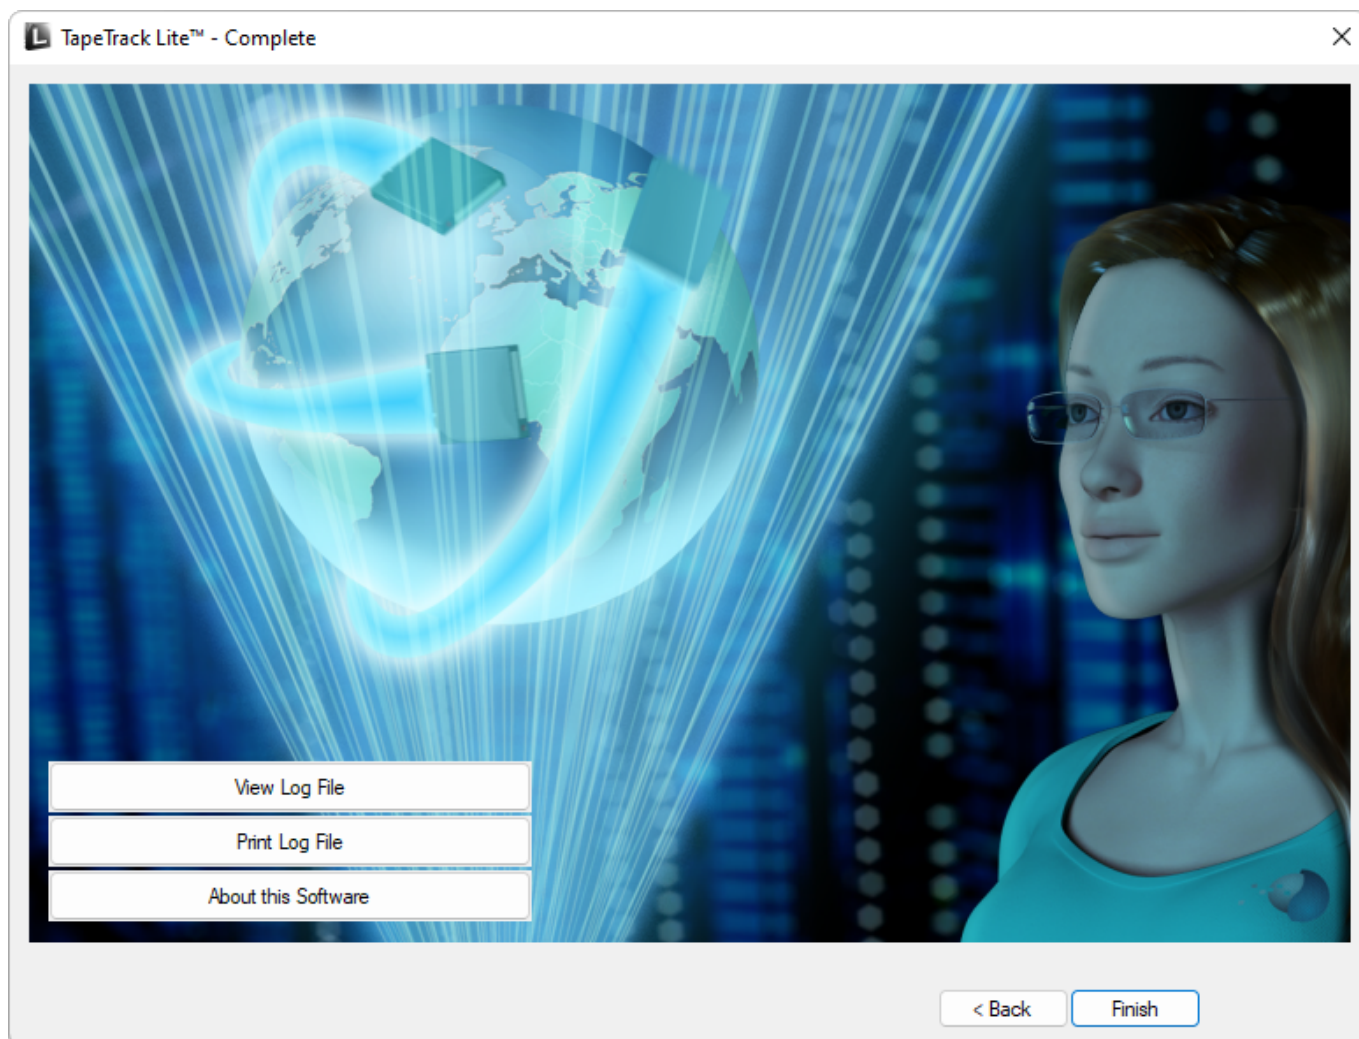 TapeTrack Lite™ - Complete
View Log File
Print Log File
About this Software
< Back
Finish